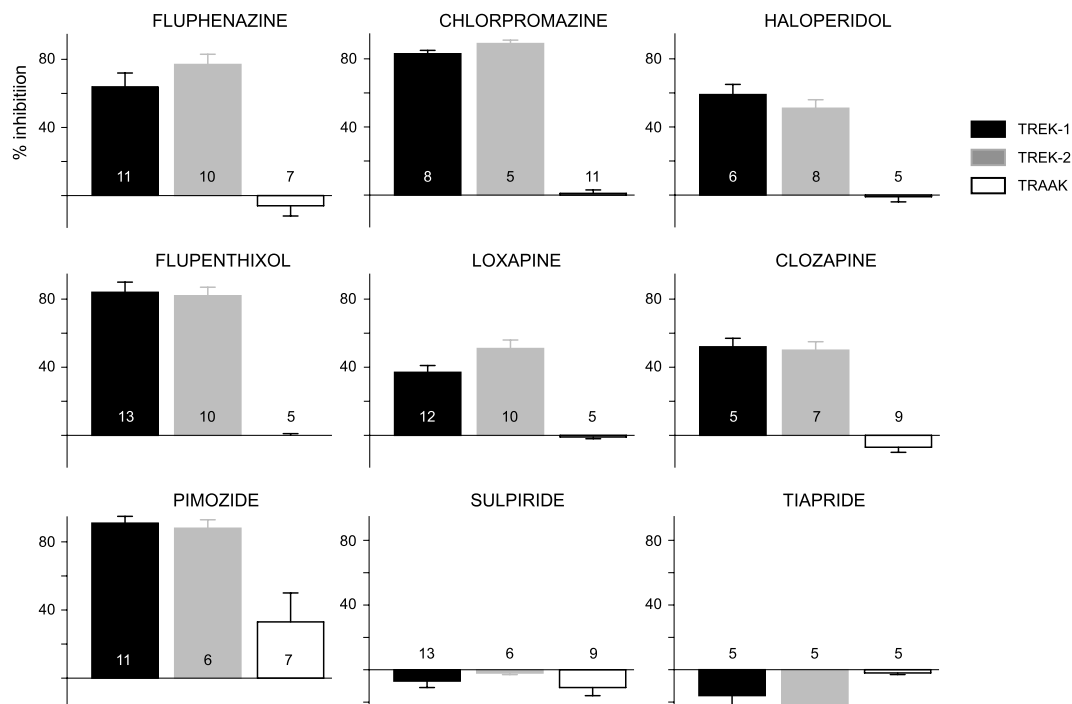 FLUPHENAZINE CHLORPROMAZINE HALOPERIDOL
% inhibitiion
80 80 80
40 40 40
11 10 7 8 5 11 6 8 5
TREK-1
TREK-2
TRAAK
FLUPENTHIXOL LOXAPINE CLOZAPINE
80 80 80
40 40 40
13 10 5 12 10 5 5 7 9
PIMOZIDE SULPIRIDE TIAPRIDE
80 80 80
40 40 40
11 6 7 13 6 9 5 5 5